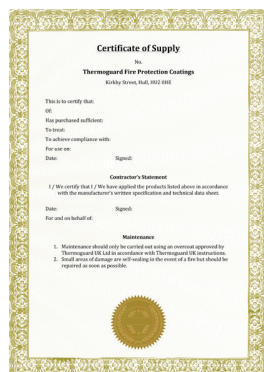 Certificate of Supply
No.
Thermoguard Fire Protection Coatings
Kirkby Street, Hull, HU2 0HE
This is to certify that:
Of:
Has purchased sufficient:
To treat:
To achieve compliance with:
For use on:
Date: Signed:
Contractor's Statement
I / We certify that I / We have applied the products listed above in accordance
with the manufacturer's written specification and technical data sheet.
Date: Signed:
For and on behalf of:
Maintenance
1. Maintenance should only be carried out using an overcoat approved by
Thermoguard UK Ltd in accordance with Thermoguard UK instructions.
2. Small areas of damage are self-sealing in the event of a fire but should be
repaired as soon as possible.